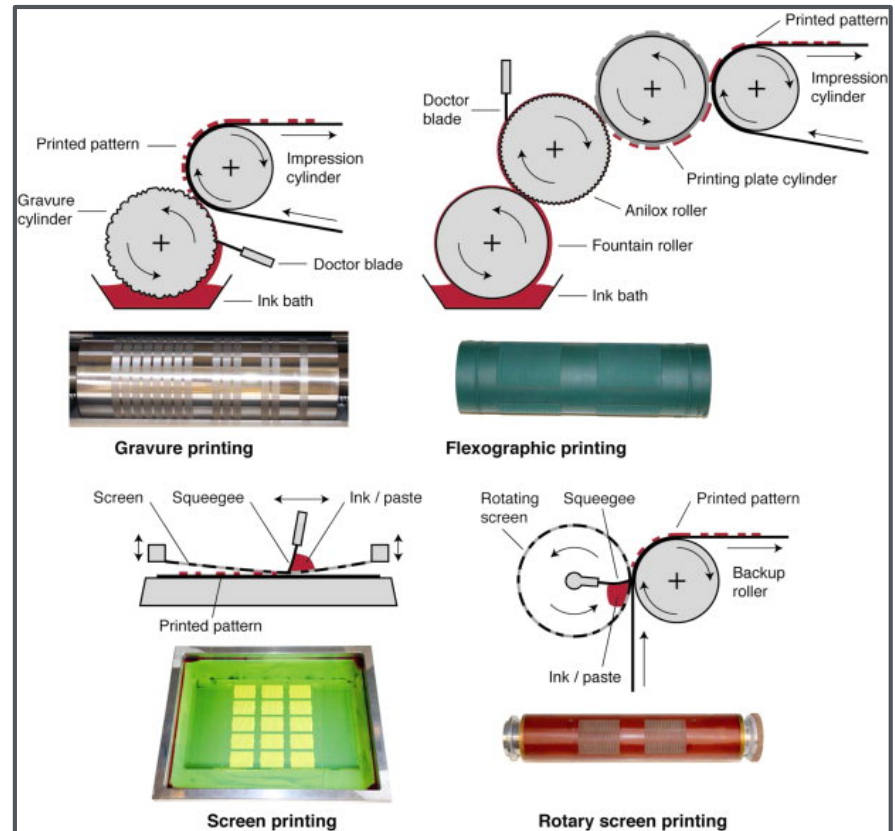 Printed pattern
Impression
cylinder
Gravure
cylinder
Doctor blade
Ink bath
Gravure printing
Printed pattern
Doctor
blade
Impression
cylinder
Printing plate cylinder
Anilox roller
Fountain roller
Ink bath
Flexographic printing
Screen
Squeegee
Ink / paste
Printed pattern
Screen printing
Rotating
screen
Squeegee
Printed pattern
Backup
roller
Ink / paste
Rotary screen printing